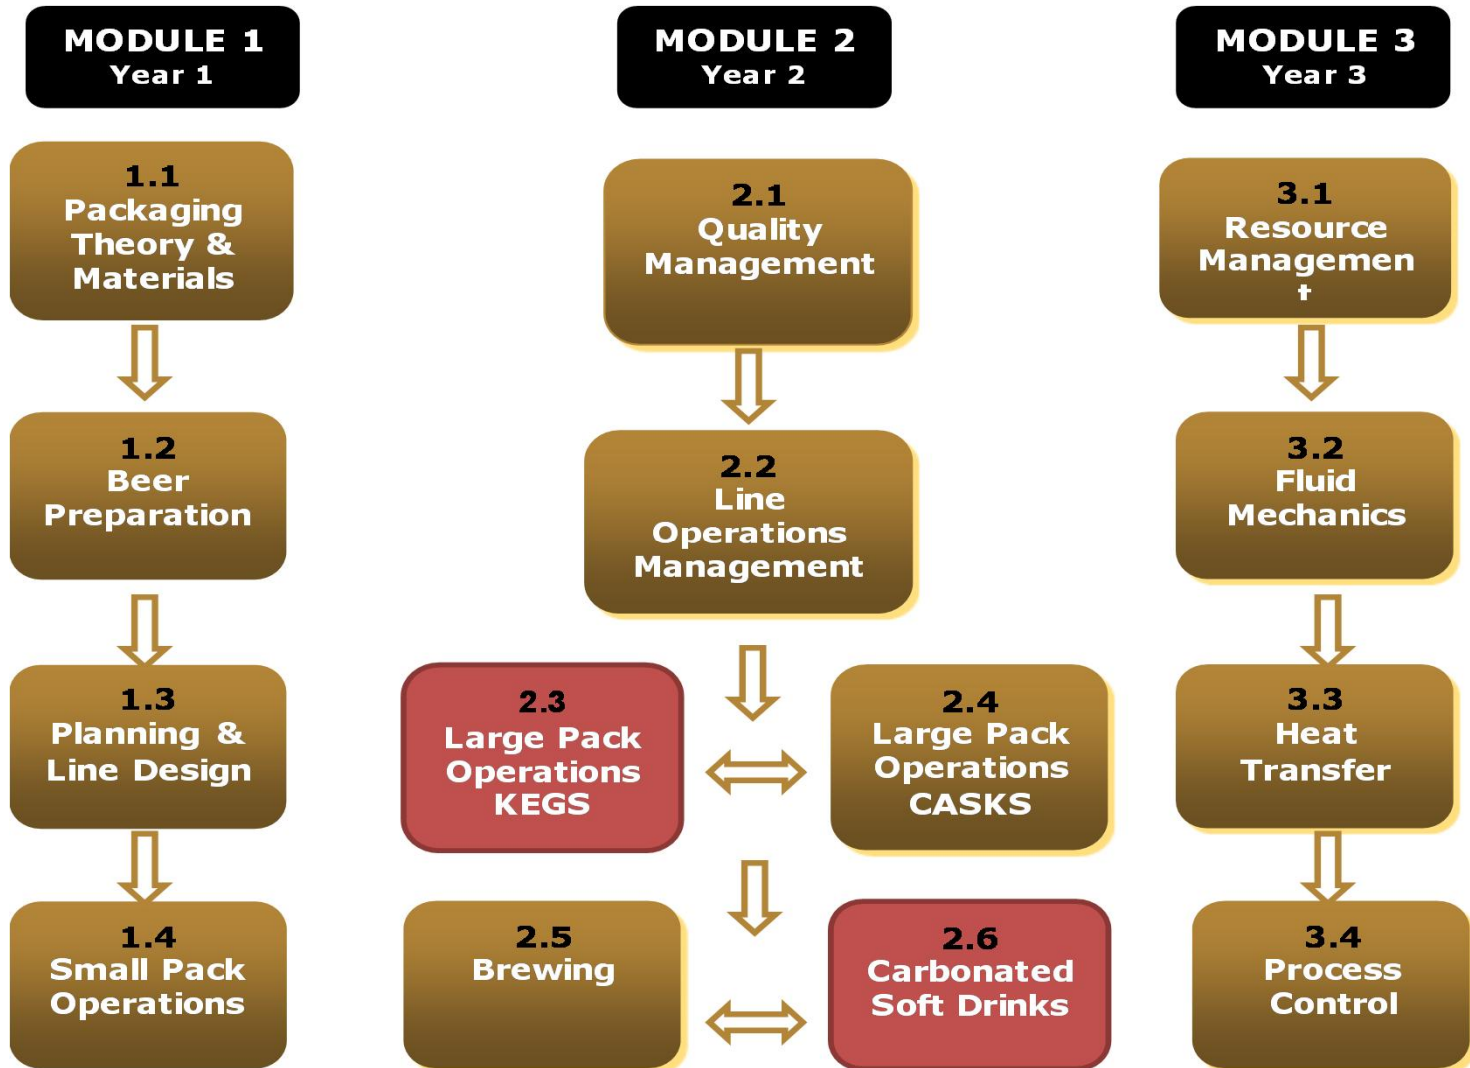 MODULE 1
Year 1
1.1
Packaging
Theory &
Materials
1.2
Beer
Preparation
1.3
Planning &
Line Design
1.4
Small Pack
Operations
MODULE 2
Year 2
2.1
Quality
Management
2.2
Line
Operations
Management
2.3
Large Pack
Operations
KEGS
2.4
Large Pack
Operations
CASKS
2.5
Brewing
2.6
Carbonated
Soft Drinks
MODULE 3
Year 3
3.1
Resource
Managemen
t
3.2
Fluid
Mechanics
3.3
Heat
Transfer
3.4
Process
Control